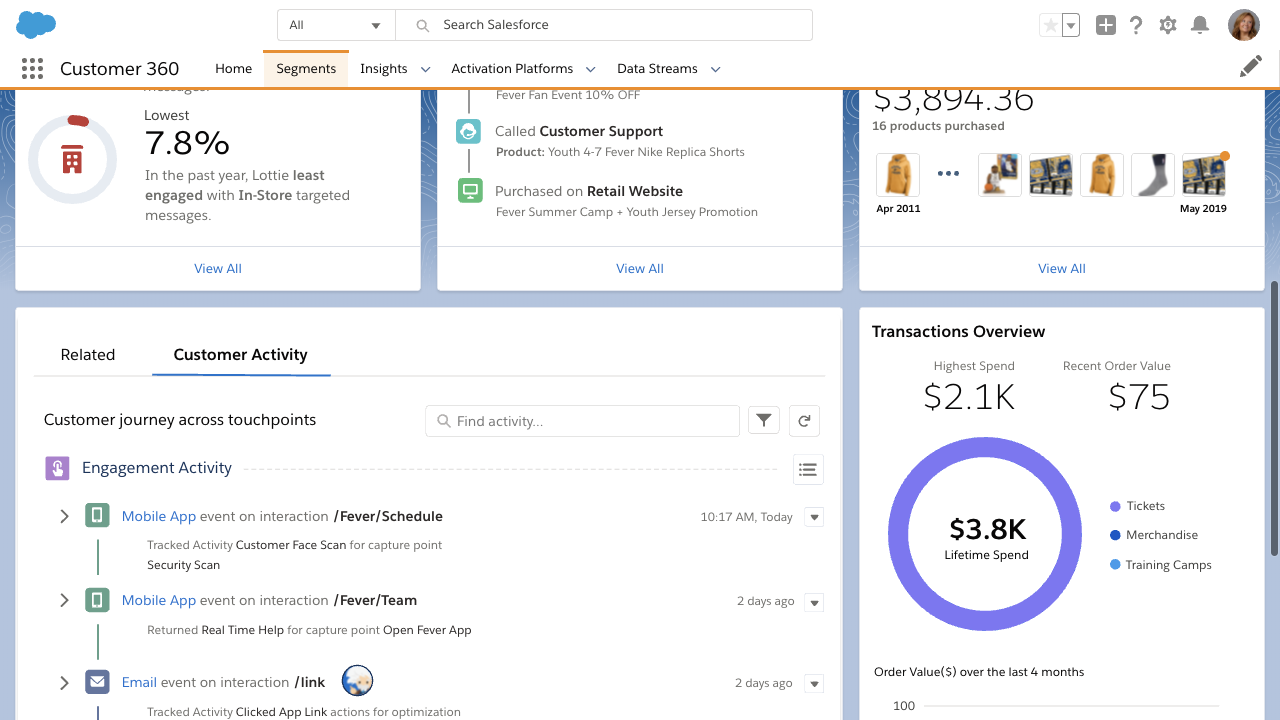 All
Search Salesforce
Customer 360
Home
Segments
Insights
Activation Platforms
Data Streams
messages.
Lowest
7.8%
In the past year, Lottie least
engaged with In-Store targeted
messages.
View All
Fever Fan Event 10% OFF
Called Customer Support
Product: Youth 4-7 Fever Nike Replica Shorts
Purchased on Retail Website
Fever Summer Camp + Youth Jersey Promotion
View All
$3,894.36
16 products purchased
Apr 2011
May 2019
View All
Related
Customer Activity
Customer journey across touchpoints
Find activity...
Engagement Activity
Mobile App event on interaction /Fever/Schedule
10:17 AM, Today
Tracked Activity Customer Face Scan for capture point
Security Scan
Mobile App event on interaction /Fever/Team
2 days ago
Returned Real Time Help for capture point Open Fever App
Email event on interaction /link
2 days ago
Tracked Activity Clicked App Link actions for optimization
Transactions Overview
Highest Spend
$2.1K
Recent Order Value
$75
$3.8K
Lifetime Spend
Tickets
Merchandise
Training Camps
Order Value($) over the last 4 months
100